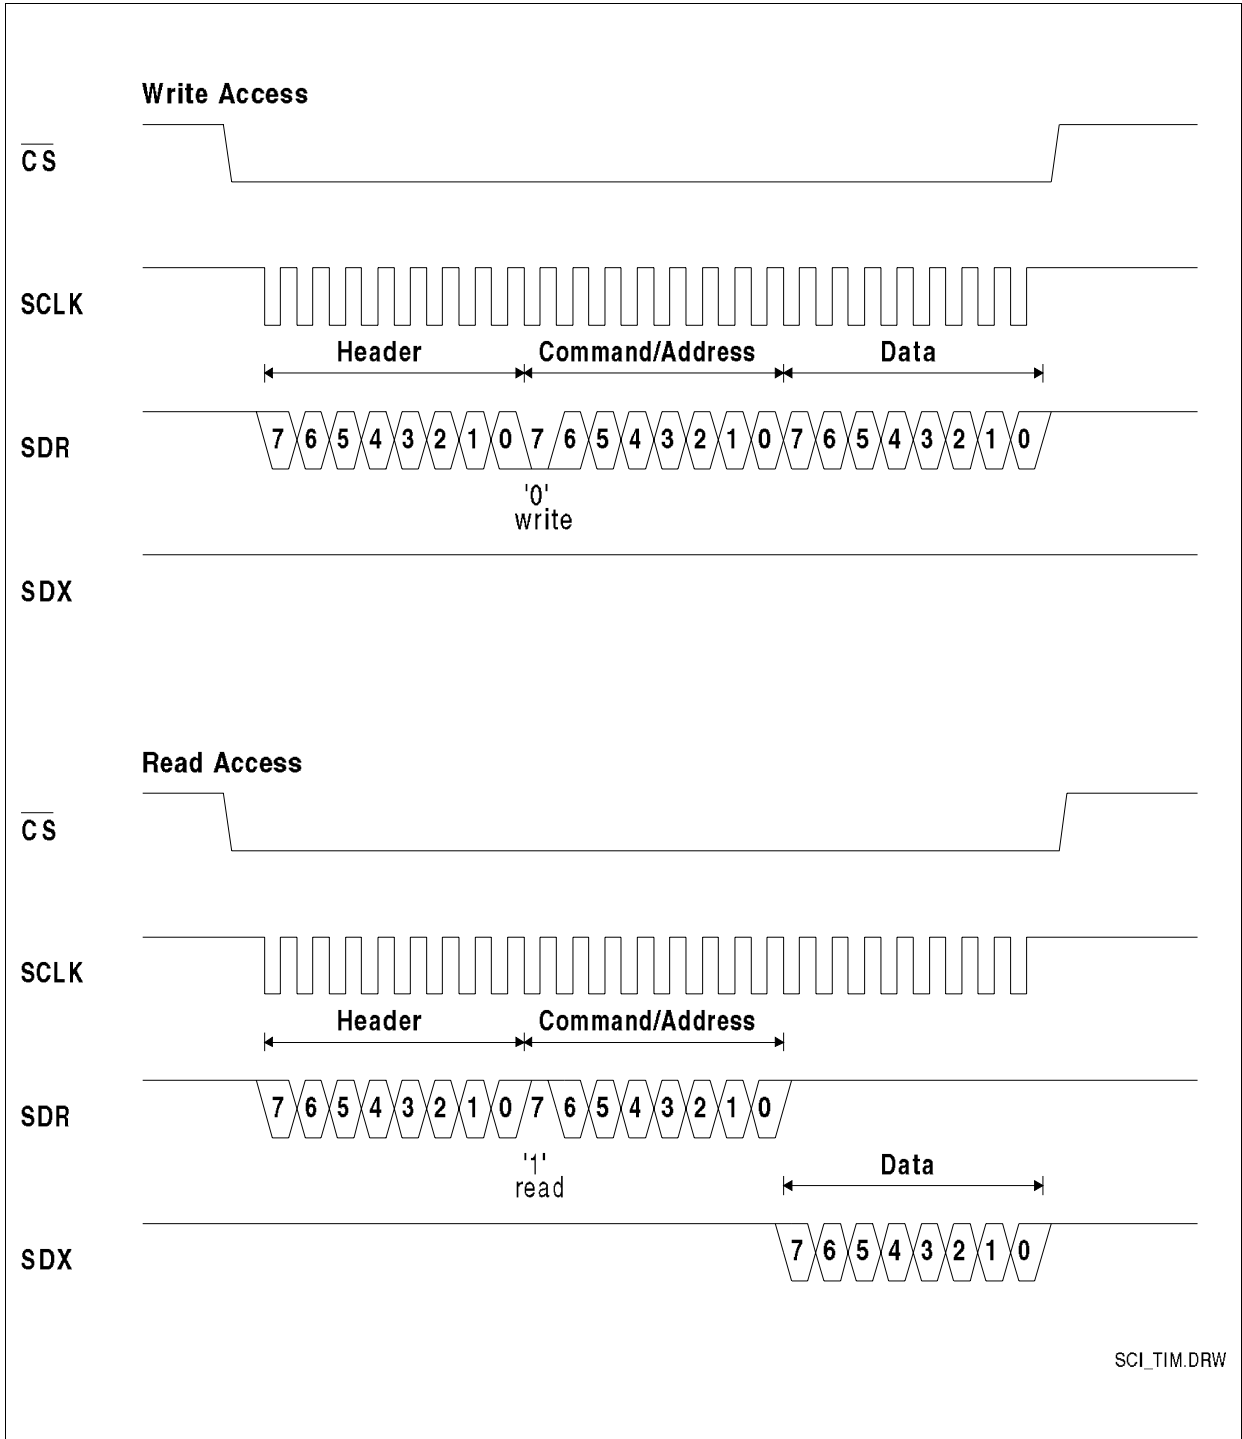 Write Access
CS
SCLK
Header Command/Address Data
SDR 7 6 5 4 3 2 1 0 7 6 5 4 3 2 1 0 7 6 5 4 3 2 1 0
'0'
write
SDX
Read Access
CS
SCLK
Header Command/Address
SDR 7 6 5 4 3 2 1 0 7 6 5 4 3 2 1 0
'1'
read
Data
SDX 7 6 5 4 3 2 1 0
SCI_TIM.DRW